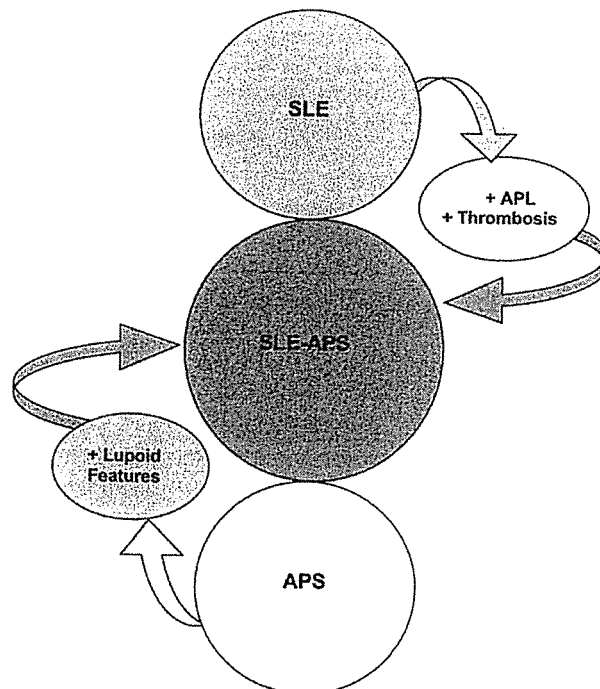 SLE
+ APL
+ Thrombosis
SLE-APS
+ Lupoid
Features
APS